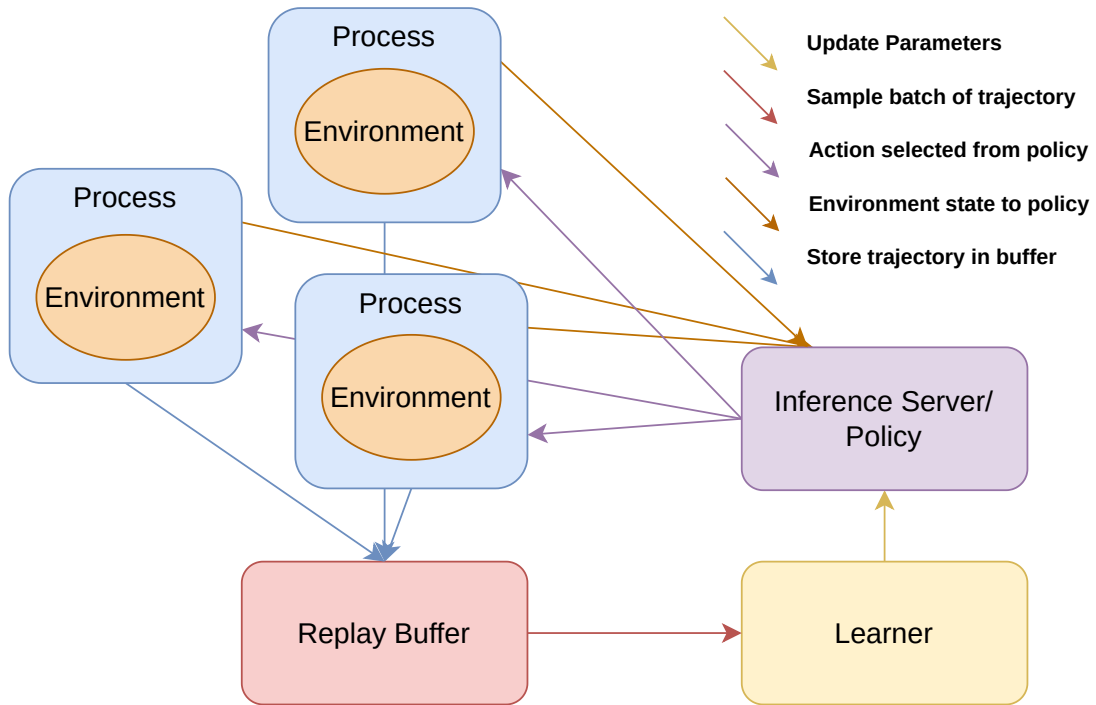 Process
Environment
Process
Environment
Process
Environment
Update Parameters
Sample batch of trajectory
Action selected from policy
Environment state to policy
Store trajectory in buffer
Inference Server/
Policy
Replay Buffer
Learner